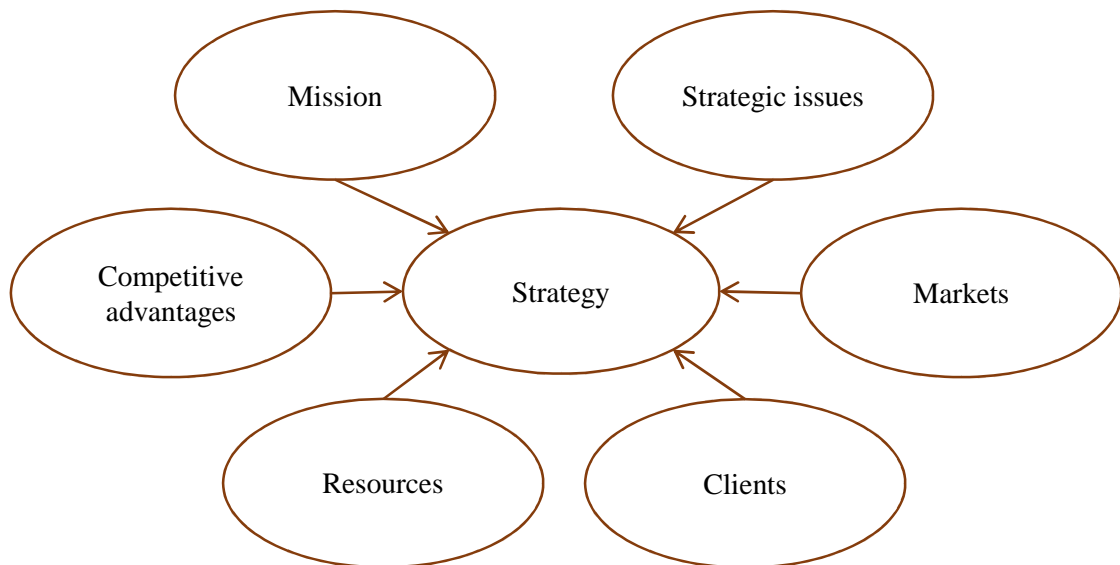 Mission
Strategic issues
Competitive
advantages
Strategy
Markets
Resources
Clients